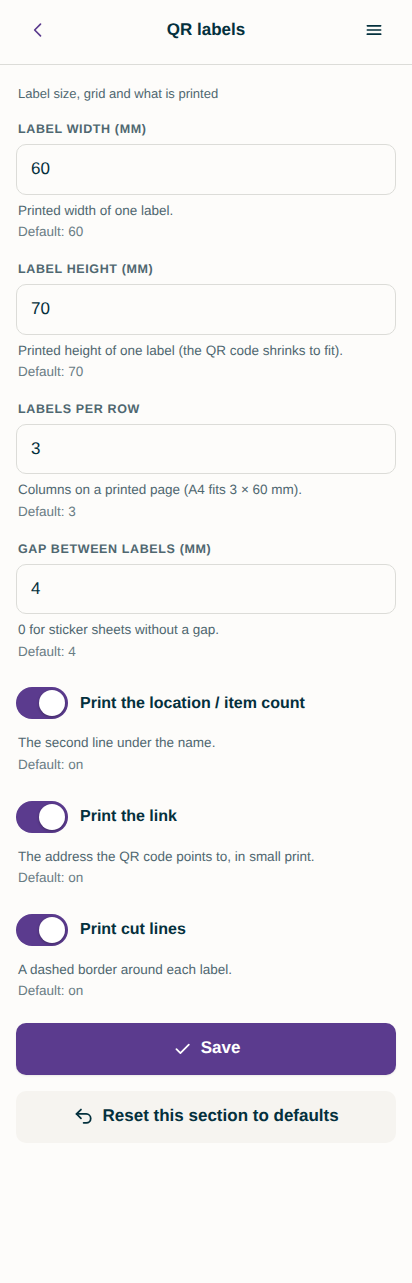 QR labels
Label size, grid and what is printed
LABEL WIDTH (MM)
60
Printed width of one label.
Default: 60
LABEL HEIGHT (MM)
70
Printed height of one label (the QR code shrinks to fit).
Default: 70
LABELS PER ROW
3
Columns on a printed page (A4 fits 3 × 60 mm).
Default: 3
GAP BETWEEN LABELS (MM)
4
0 for sticker sheets without a gap.
Default: 4
Print the location / item count
The second line under the name.
Default: on
Print the link
The address the QR code points to, in small print.
Default: on
Print cut lines
A dashed border around each label.
Default: on
Save
Reset this section to defaults